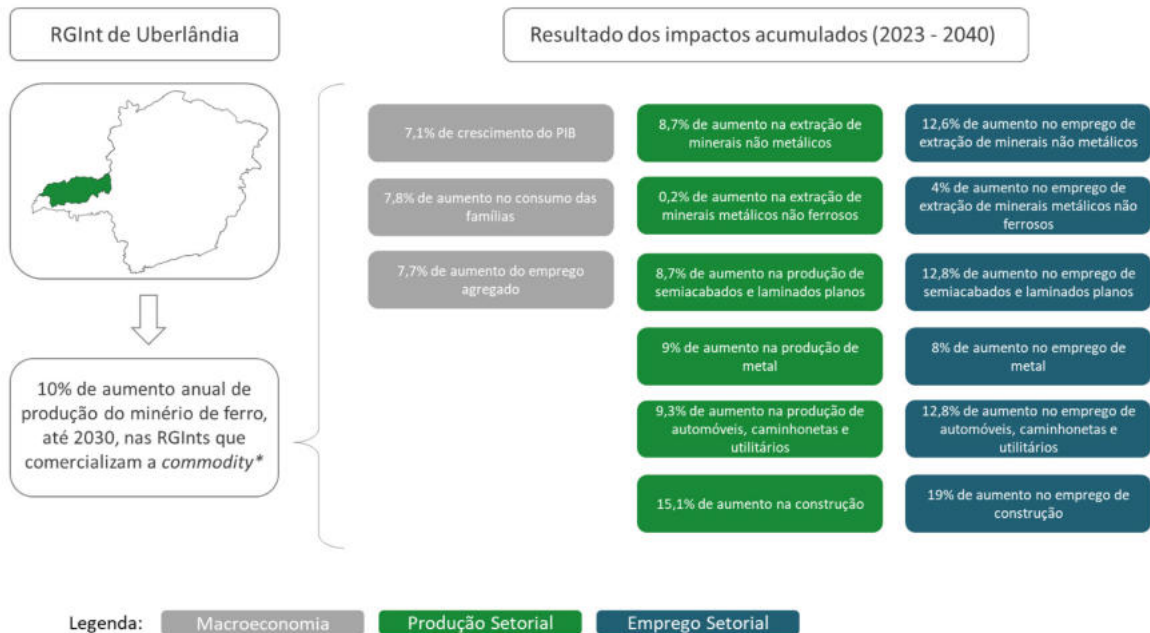 RGInt de Uberlândia
Resultado dos impactos acumulados (2023 - 2040)
7,1% de crescimento do PIB
8,7% de aumento na extração de
minerais não metálicos
12,6% de aumento no emprego de
extração de minerais não metálicos
7,8% de aumento no consumo das
famílias
0,2% de aumento na extração de
minerais metálicos não ferrosos
4% de aumento no emprego de
extração de minerais metálicos não
ferrosos
7,7% de aumento do emprego
agregado
8,7% de aumento na produção de
semiacabados e laminados planos
12,8% de aumento no emprego de
semiacabados e laminados planos
10% de aumento anual de
produção do minério de ferro,
até 2030, nas RGInts que
comercializam a commodity*
9% de aumento na produção de
metal
8% de aumento no emprego de
metal
9,3% de aumento na produção de
automóveis, caminhonetas e
utilitários
12,8% de aumento no emprego de
automóveis, caminhonetas e
utilitários
15,1% de aumento na construção
19% de aumento no emprego de
construção
Legenda:
Macroeconomia
Produção Setorial
Emprego Setorial